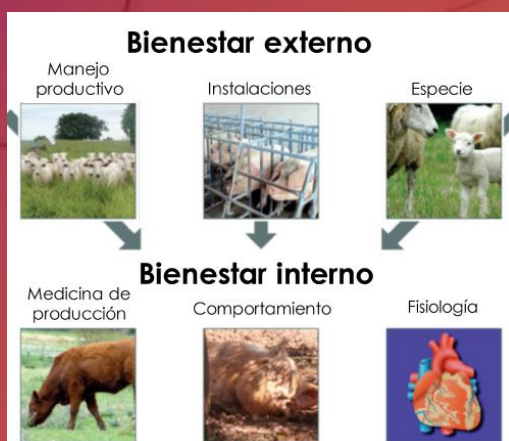 Bienestar externo
Manejo
productivo
Instalaciones
Especie
Bienestar interno
Medicina de
producción
Comportamiento
Fisiología